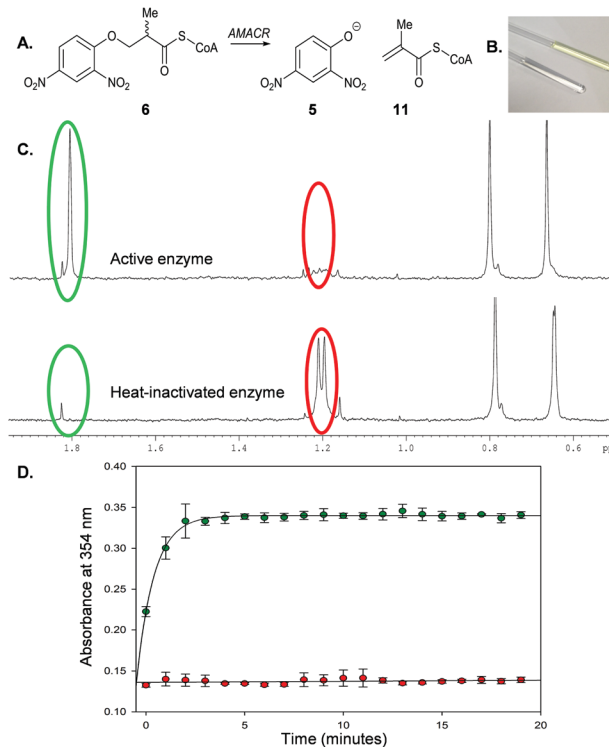 A.
Me
O
S
CoA
O
O₂N
NO₂
6
AMACR
O⊖
O₂N
NO₂
5
Me
S
CoA
O
11
B.
C.
Active enzyme
Heat-inactivated enzyme
1.8
1.6
1.4
1.2
1.0
0.8
0.6
D.
Absorbance at 354 nm
0.40
0.35
0.30
0.25
0.20
0.15
0.10
0
5
10
15
20
Time (minutes)